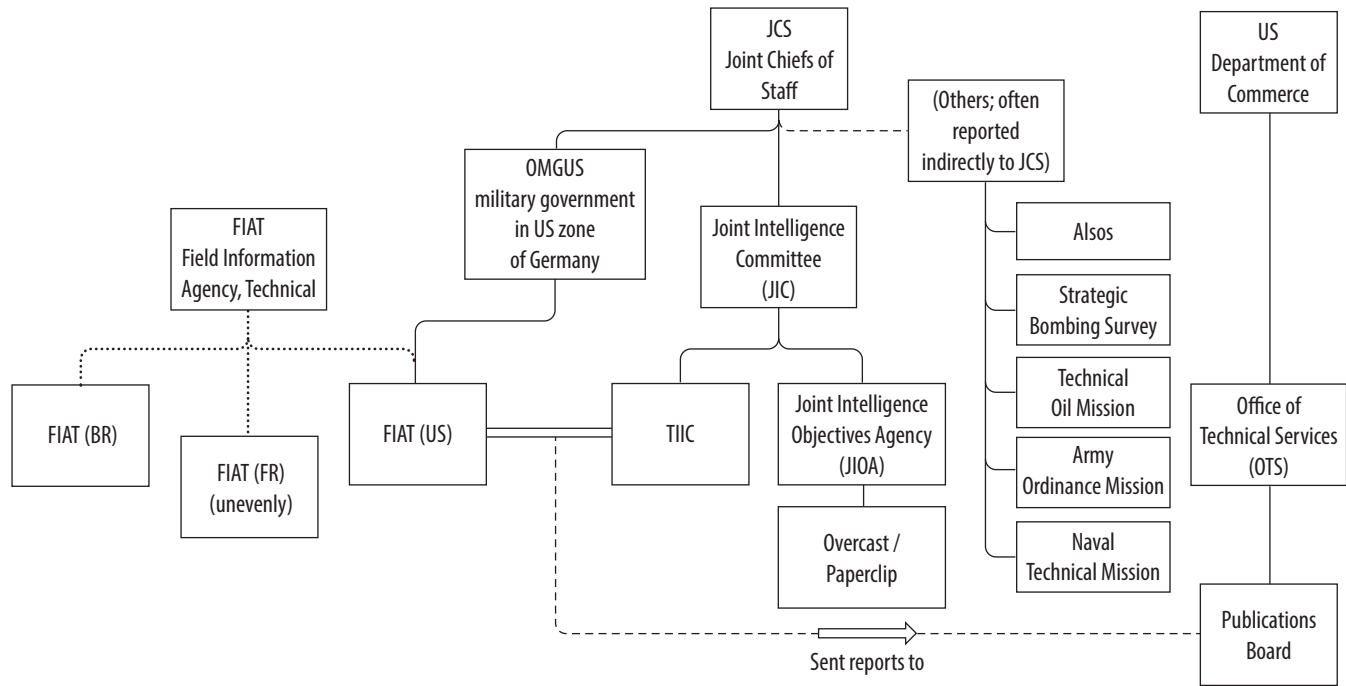 JCS
Joint Chiefs of
Staff
US
Department of
Commerce
(Others; often
reported
indirectly to JCS)
OMGUS
military government
in US zone
of Germany
FIAT
Field Information
Agency, Technical
Joint Intelligence
Committee
(JIC)
Alsos
Strategic
Bombing Survey
Technical
Oil Mission
Army
Ordinance Mission
Naval
Technical Mission
FIAT (BR)
FIAT (FR)
(unevenly)
FIAT (US)
TIIC
Joint Intelligence
Objectives Agency
(JIOA)
Overcast /
Paperclip
Office of
Technical Services
(OTS)
Publications
Board
Sent reports to